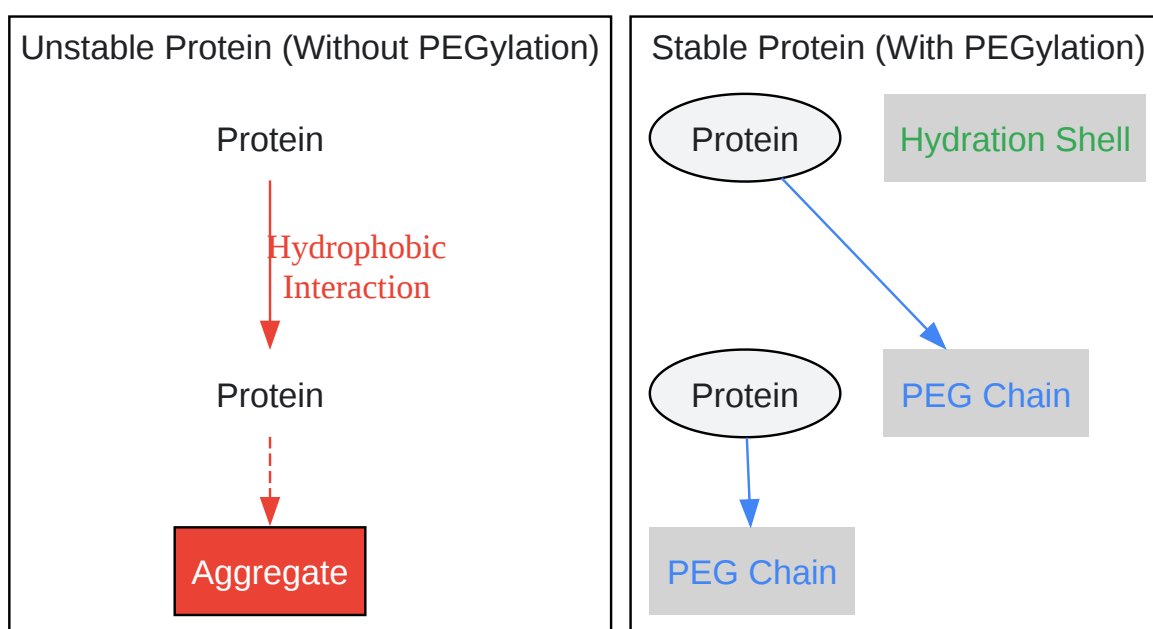 Unstable Protein (Without PEGylation)
Protein
Hydrophobic
Interaction
Protein
Aggregate
Stable Protein (With PEGylation)
Protein
Hydration Shell
Protein
PEG Chain
PEG Chain